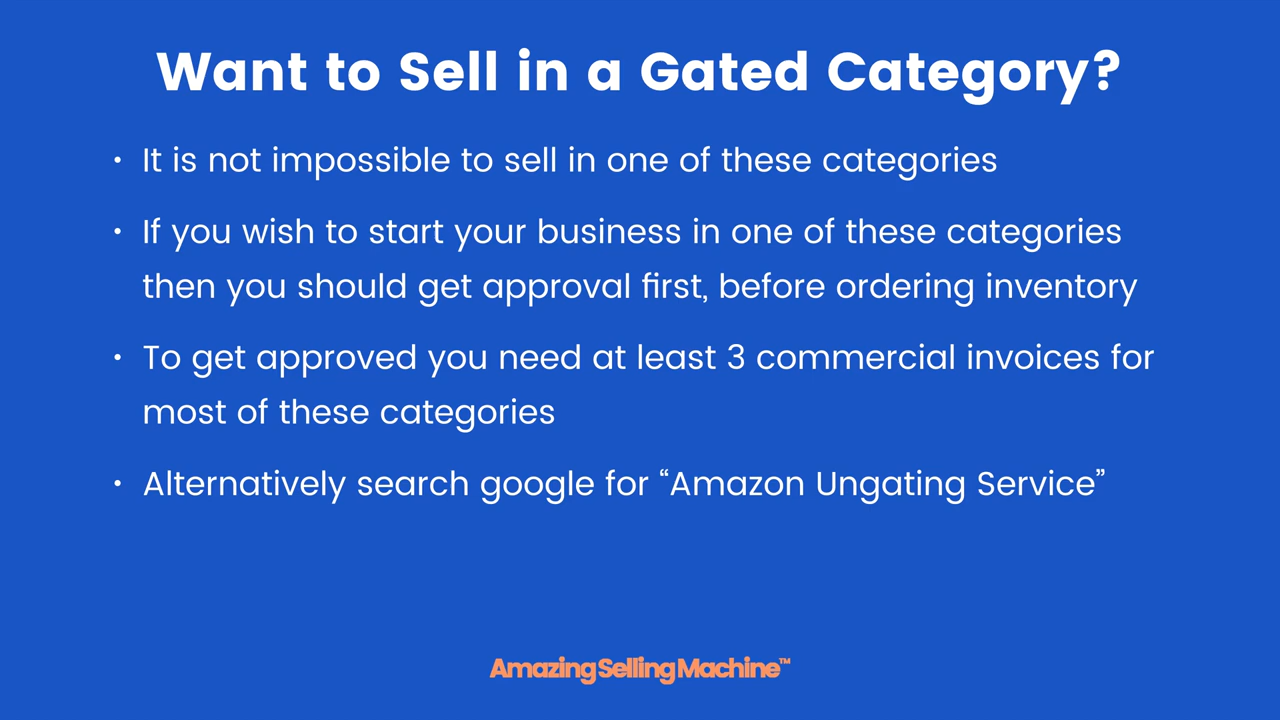 Want to Sell in a Gated Category?
• It is not impossible to sell in one of these categories
• If you wish to start your business in one of these categories
then you should get approval first, before ordering inventory
• To get approved you need at least 3 commercial invoices for
most of these categories
• Alternatively search google for “Amazon Ungating Service”
AmazingSellingMachine™